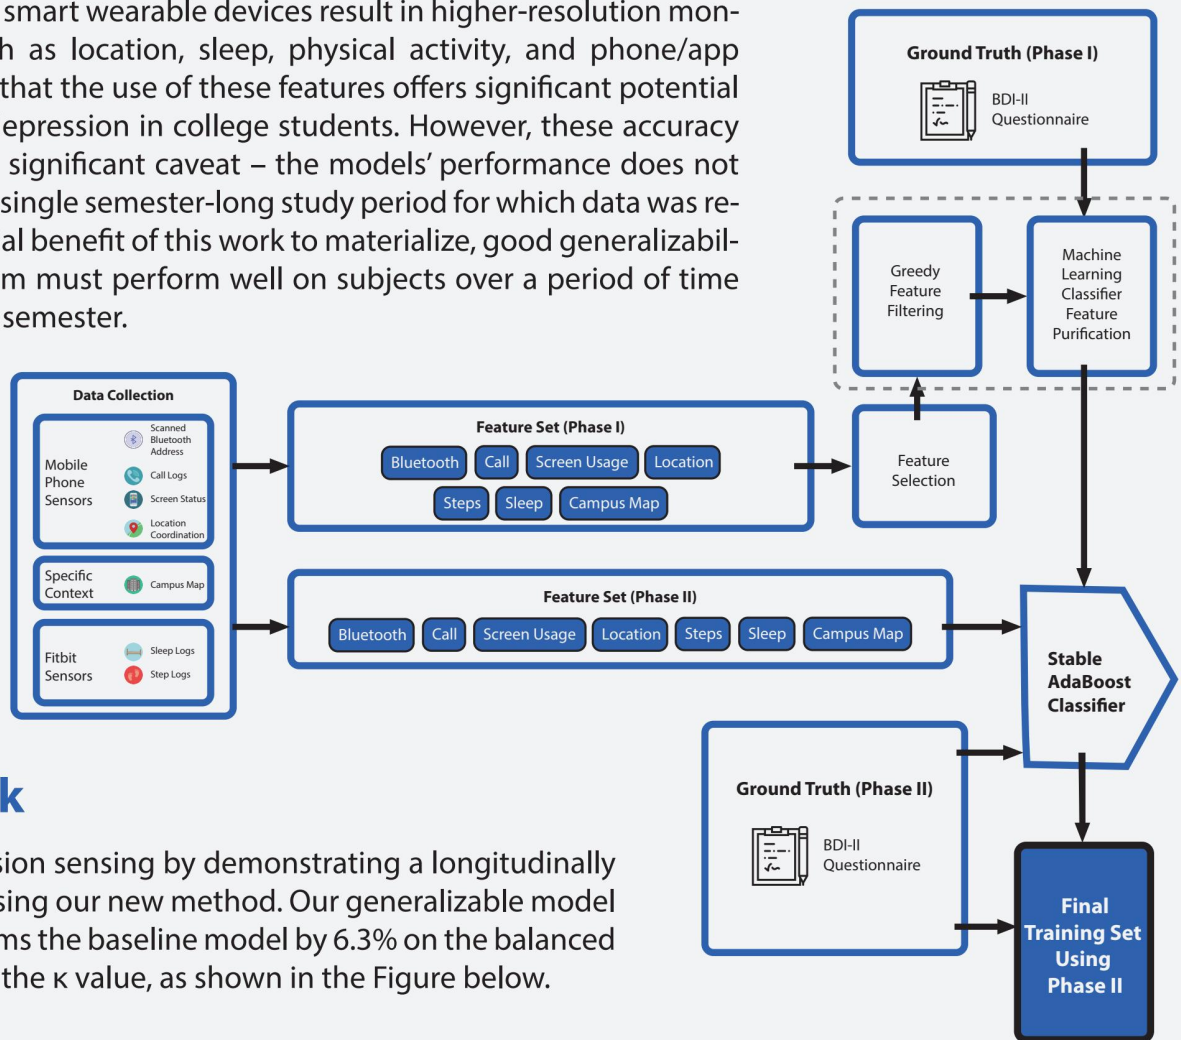 smart wearable devices result in higher-resolution mon-
as location, sleep, physical activity, and phone/app
that the use of these features offers significant potential
epression in college students. However, these accuracy
significant caveat – the models’ performance does not
single semester-long study period for which data was re-
al benefit of this work to materialize, good generalizabil-
m must perform well on subjects over a period of time
semester.
Ground Truth (Phase I)
BDI-II
Questionnaire
Greedy
Feature
Filtering
Machine
Learning
Classifier
Feature
Purification
Data Collection
Mobile
Phone
Sensors
Scanned
Bluetooth
Address
Call Logs
Screen Status
Location
Coordination
Specific
Context
Campus Map
Fitbit
Sensors
Sleep Logs
Step Logs
Feature Set (Phase I)
Bluetooth Call Screen Usage Location
Steps Sleep Campus Map
Feature
Selection
Feature Set (Phase II)
Bluetooth Call Screen Usage Location Steps Sleep Campus Map
Stable
AdaBoost
Classifier
Ground Truth (Phase II)
BDI-II
Questionnaire
Final
Training Set
Using
Phase II
k
sion sensing by demonstrating a longitudinally
sing our new method. Our generalizable model
ms the baseline model by 6.3% on the balanced
the κ value, as shown in the Figure below.